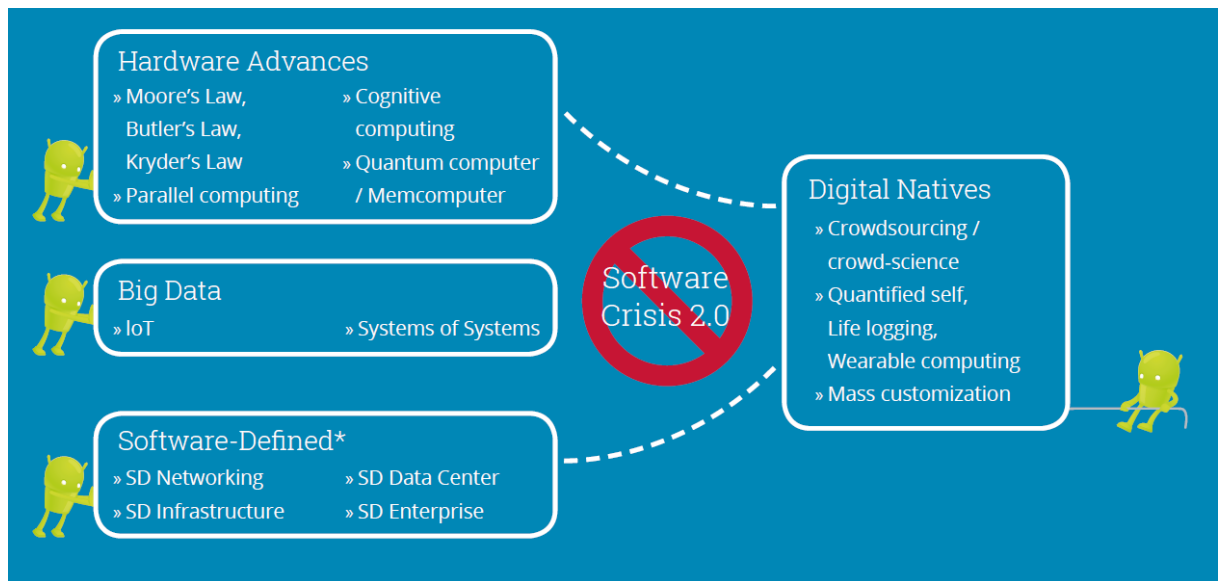 Hardware Advances
» Moore's Law,
Butler's Law,
Kryder's Law
» Parallel computing
» Cognitive
computing
» Quantum computer
/ Memcomputer
Big Data
» IoT
» Systems of Systems
Software-Defined*
» SD Networking
» SD Infrastructure
» SD Data Center
» SD Enterprise
Software
Crisis 2.0
Digital Natives
» Crowdsourcing /
crowd-science
» Quantified self,
Life logging,
Wearable computing
» Mass customization